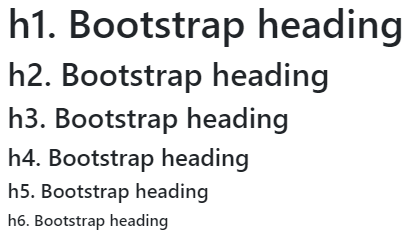 h1. Bootstrap heading
h2. Bootstrap heading
h3. Bootstrap heading
h4. Bootstrap heading
h5. Bootstrap heading
h6. Bootstrap heading